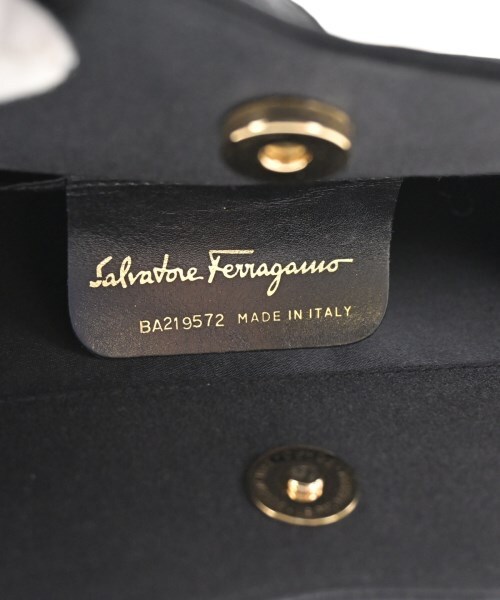 Salvatore Ferragamo
BA219572 MADE IN ITALY